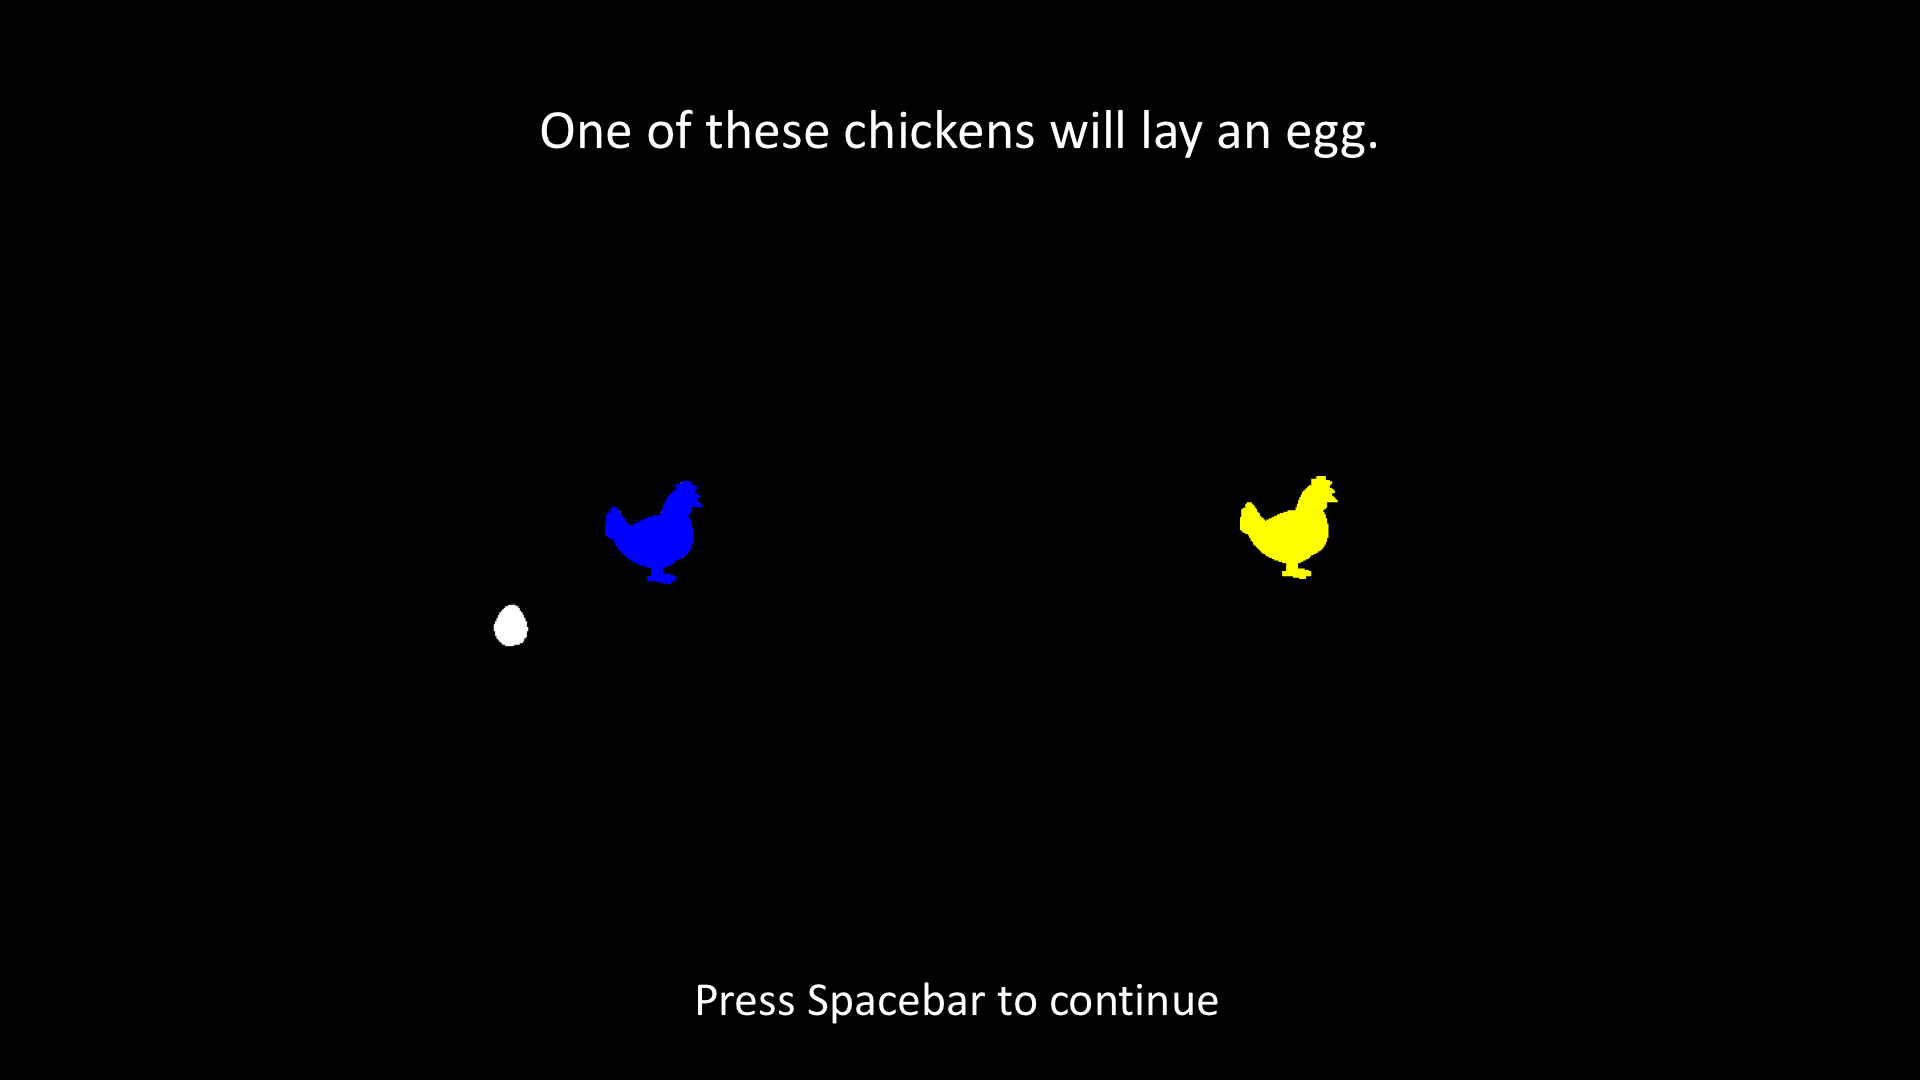 One of these chickens will lay an egg.
Press Spacebar to continue